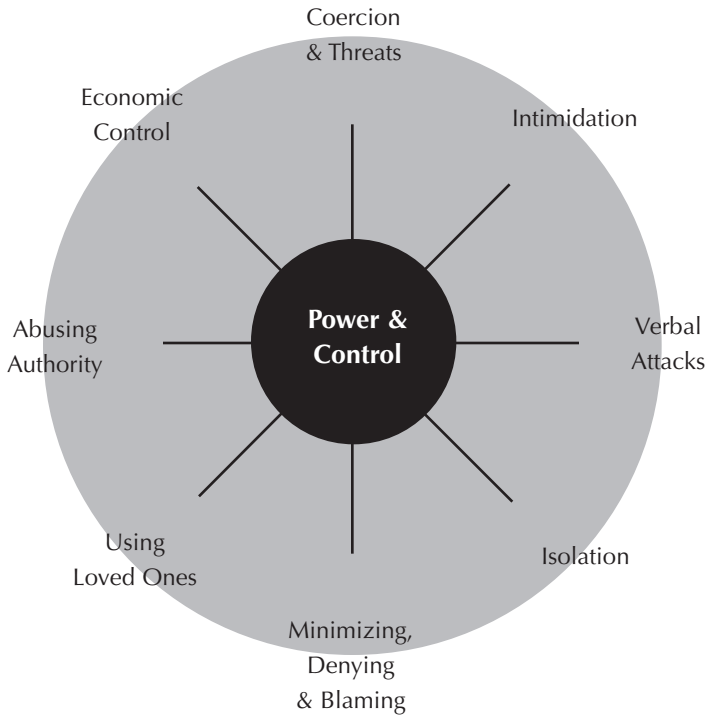 Coercion
& Threats
Intimidation
Verbal
Attacks
Isolation
Minimizing,
Denying
& Blaming
Using
Loved Ones
Abusing
Authority
Economic
Control
Power &
Control